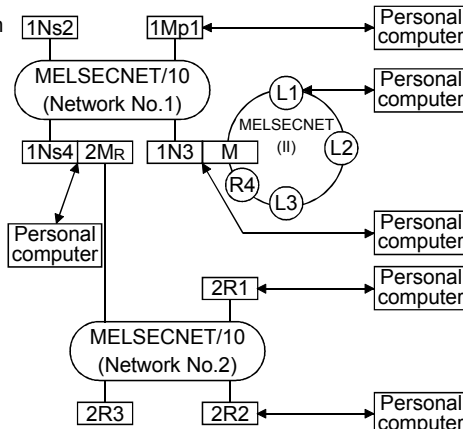 n
1Ns2
1Mp1
Personal
computer
MELSECNET/10
(Network No.1)
Personal
computer
L1
MELSECNET
(II)
L2
1Ns4
2MR
1N3
M
R4
L3
Personal
computer
Personal
computer
2R1
Personal
computer
MELSECNET/10
(Network No.2)
2R3
2R2
Personal
computer